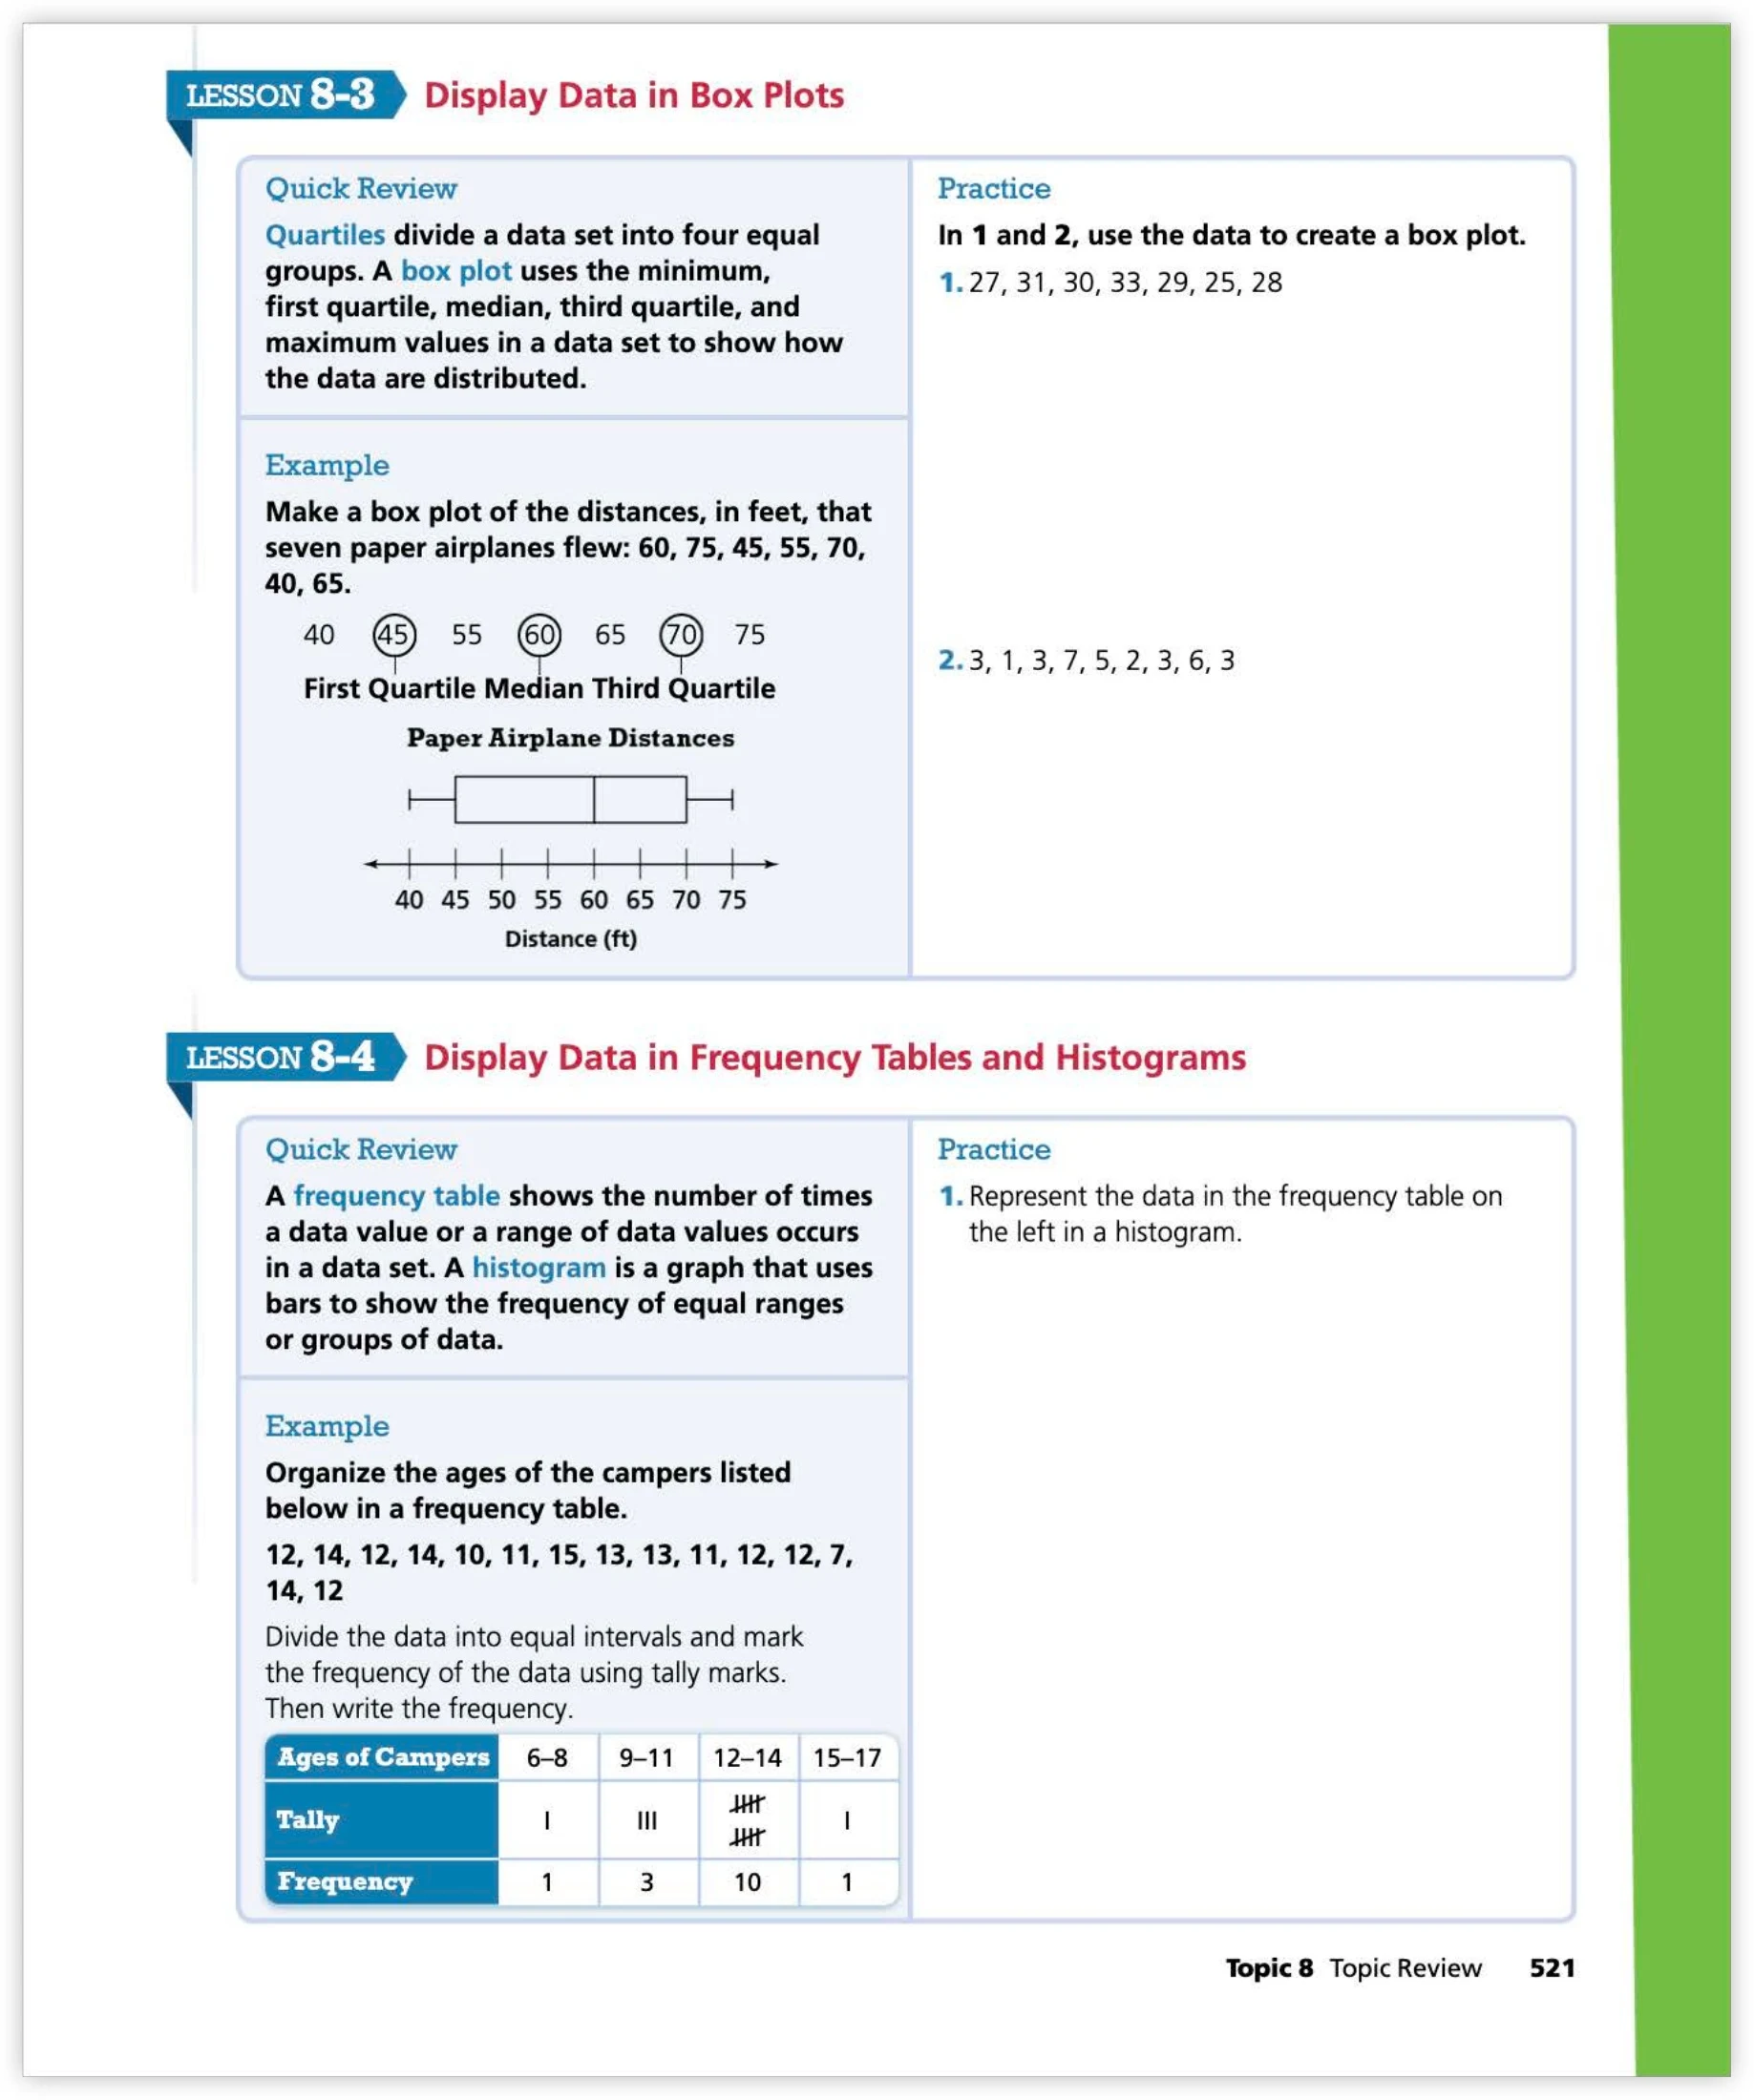 LESSON 8-3 Display Data in Box Plots
Quick Review
Quartiles divide a data set into four equal
groups. A box plot uses the minimum,
first quartile, median, third quartile, and
maximum values in a data set to show how
the data are distributed.
Example
Make a box plot of the distances, in feet, that
seven paper airplanes flew: 60, 75, 45, 55, 70,
40, 65.
40 45 55 60 65 70 75
First Quartile Median Third Quartile
Paper Airplane Distances
40 45 50 55 60 65 70 75
Distance (ft)
Practice
In 1 and 2, use the data to create a box plot.
1. 27, 31, 30, 33, 29, 25, 28
2. 3, 1, 3, 7, 5, 2, 3, 6, 3
LESSON 8-4 Display Data in Frequency Tables and Histograms
Quick Review
A frequency table shows the number of times
a data value or a range of data values occurs
in a data set. A histogram is a graph that uses
bars to show the frequency of equal ranges
or groups of data.
Example
Organize the ages of the campers listed
below in a frequency table.
12, 14, 12, 14, 10, 11, 15, 13, 13, 11, 12, 12, 7,
14, 12
Divide the data into equal intervals and mark
the frequency of the data using tally marks.
Then write the frequency.
Ages of Campers 6–8 9–11 12–14 15–17
Tally
Frequency 1 3 10 1
Practice
1. Represent the data in the frequency table on
the left in a histogram.
Topic 8 Topic Review 521